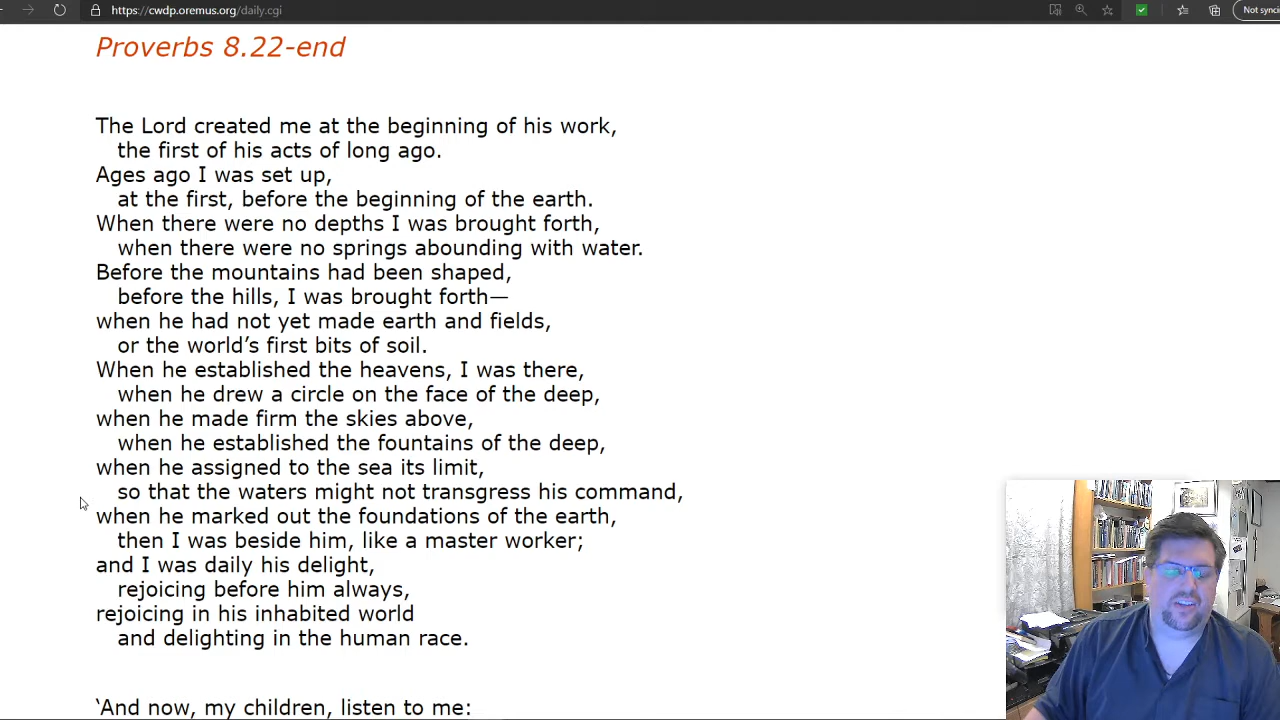 https://cwdp.oremus.org/daily.cgi
Not synci
Proverbs 8.22-end
The Lord created me at the beginning of his work,
the first of his acts of long ago.
Ages ago I was set up,
at the first, before the beginning of the earth.
When there were no depths I was brought forth,
when there were no springs abounding with water.
Before the mountains had been shaped,
before the hills, I was brought forth—
when he had not yet made earth and fields,
or the world’s first bits of soil.
When he established the heavens, I was there,
when he drew a circle on the face of the deep,
when he made firm the skies above,
when he established the fountains of the deep,
when he assigned to the sea its limit,
so that the waters might not transgress his command,
when he marked out the foundations of the earth,
then I was beside him, like a master worker;
and I was daily his delight,
rejoicing before him always,
rejoicing in his inhabited world
and delighting in the human race.
‘And now, my children, listen to me: